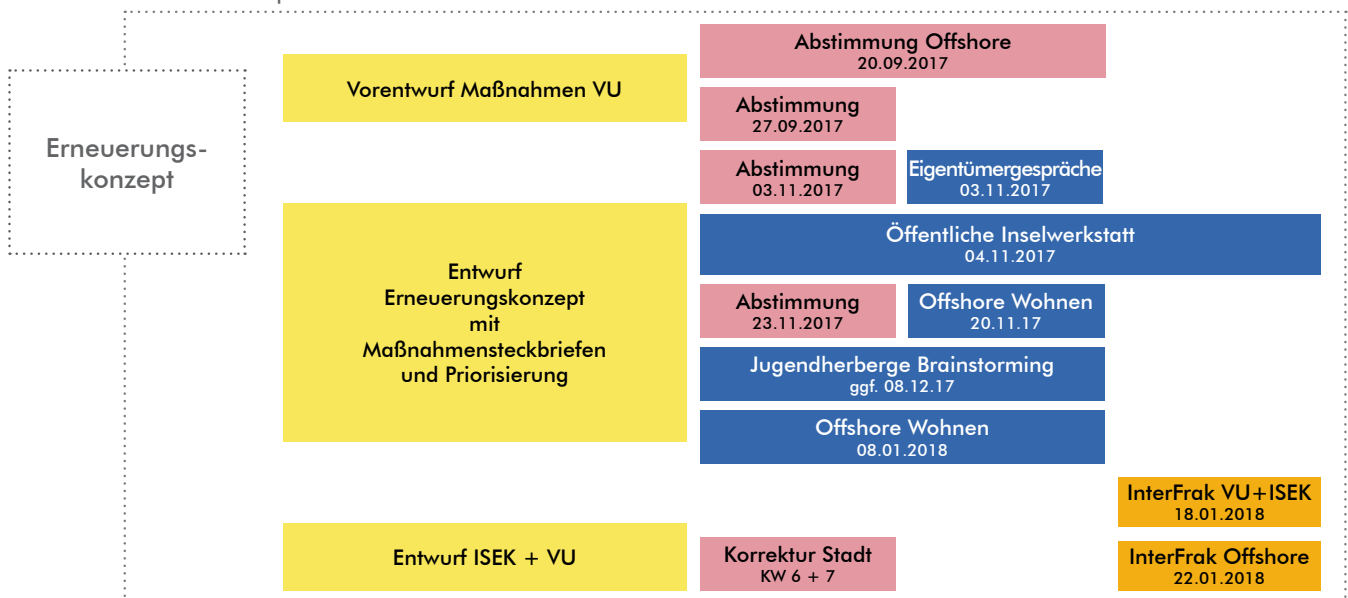 Erneuerungs-
konzept
Vorentwurf Maßnahmen VU
Abstimmung Offshore
20.09.2017
Abstimmung
27.09.2017
Abstimmung
03.11.2017
Eigentümergespräche
03.11.2017
Öffentliche Inselwerkstatt
04.11.2017
Entwurf
Erneuerungskonzept
mit
Maßnahmensteckbriefen
und Priorisierung
Abstimmung
23.11.2017
Offshore Wohnen
20.11.17
Jugendherberge Brainstorming
ggf. 08.12.17
Offshore Wohnen
08.01.2018
InterFrak VU+ISEK
18.01.2018
Entwurf ISEK + VU
Korrektur Stadt
KW 6 + 7
InterFrak Offshore
22.01.2018